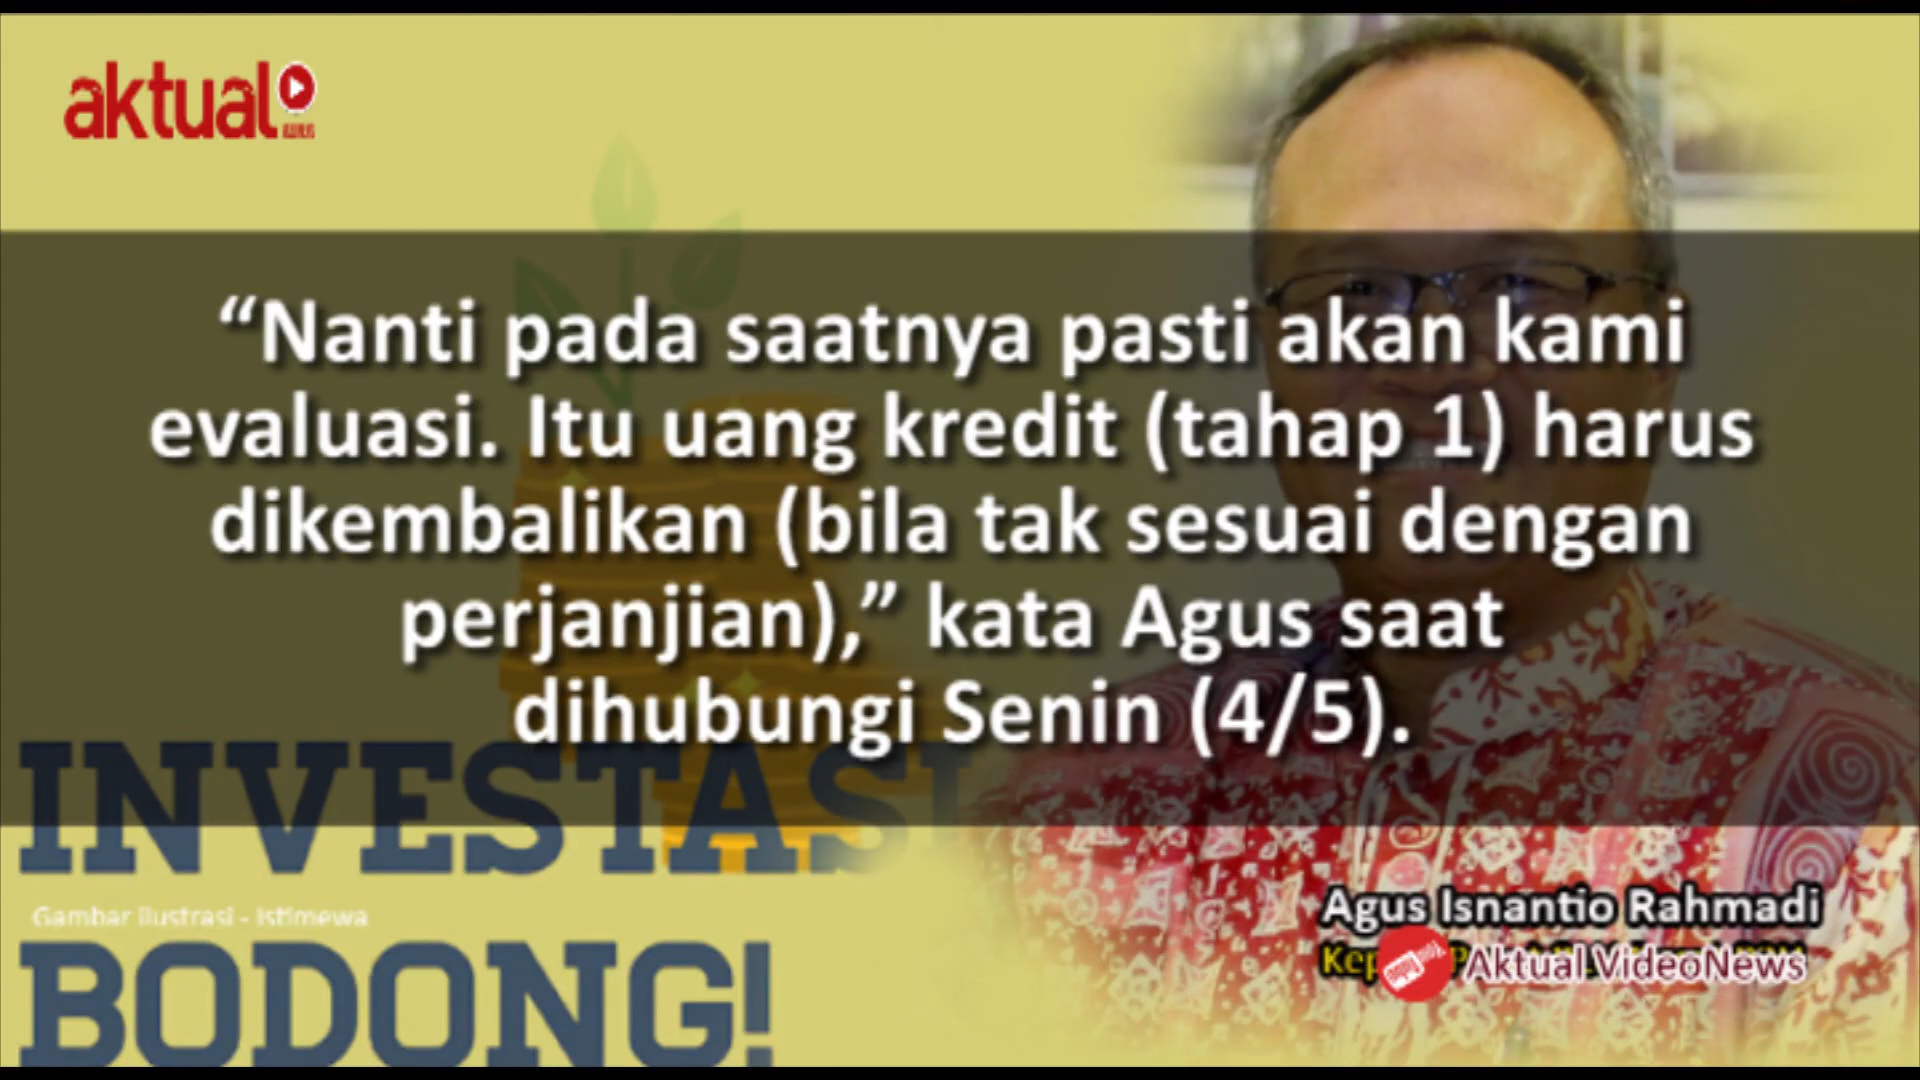 aktual
“Nanti pada saatnya pasti akan kami
evaluasi. Itu uang kredit (tahap 1) harus
dikembalikan (bila tak sesuai dengan
perjanjian),” kata Agus saat
dihubungi Senin (4/5).
INVESTASI
Gambar ilustrasi - Istimewa
BODONG!
Agus Isnantio Rahmadi
Aktual VideoNews